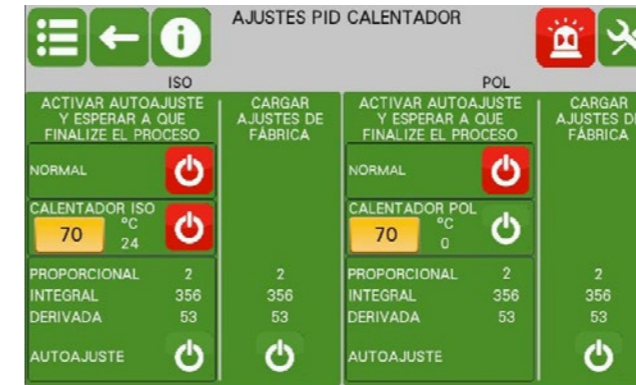 AJUSTES PID CALENTADOR
ISO
ACTIVAR AUTOAJUSTE
Y ESPERAR A QUE
FINALIZE EL PROCESO
NORMAL
CALENTADOR ISO
70
°C
24
PROPORCIONAL 2
INTEGRAL 356
DERIVADA 53
AUTOAJUSTE
CARGAR
AJUSTES DE
FÁBRICA
2
356
53
POL
ACTIVAR AUTOAJUSTE
Y ESPERAR A QUE
FINALIZE EL PROCESO
NORMAL
CALENTADOR POL
70
°C
0
PROPORCIONAL 2
INTEGRAL 356
DERIVADA 53
AUTOAJUSTE
CARGAR
AJUSTES DE
FÁBRICA
2
356
53